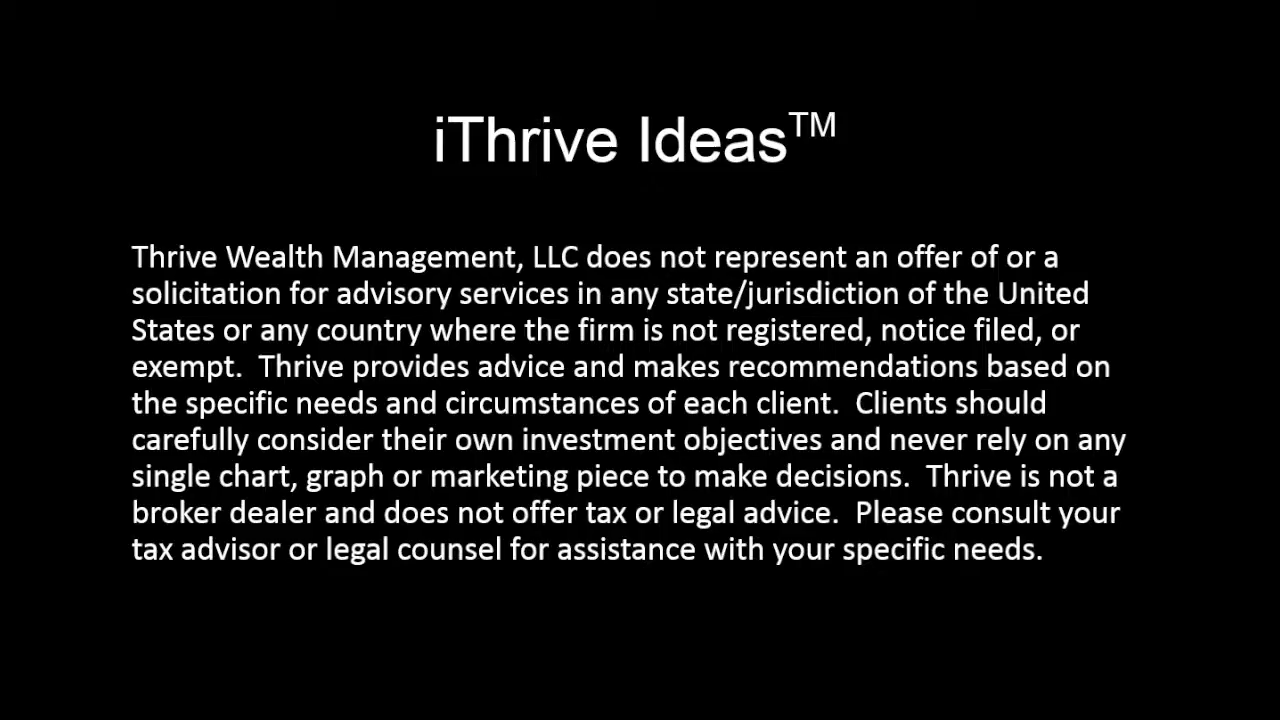 iThrive Ideas™
Thrive Wealth Management, LLC does not represent an offer of or a
solicitation for advisory services in any state/jurisdiction of the United
States or any country where the firm is not registered, notice filed, or
exempt.  Thrive provides advice and makes recommendations based on
the specific needs and circumstances of each client.  Clients should
carefully consider their own investment objectives and never rely on any
single chart, graph or marketing piece to make decisions.  Thrive is not a
broker dealer and does not offer tax or legal advice.  Please consult your
tax advisor or legal counsel for assistance with your specific needs.